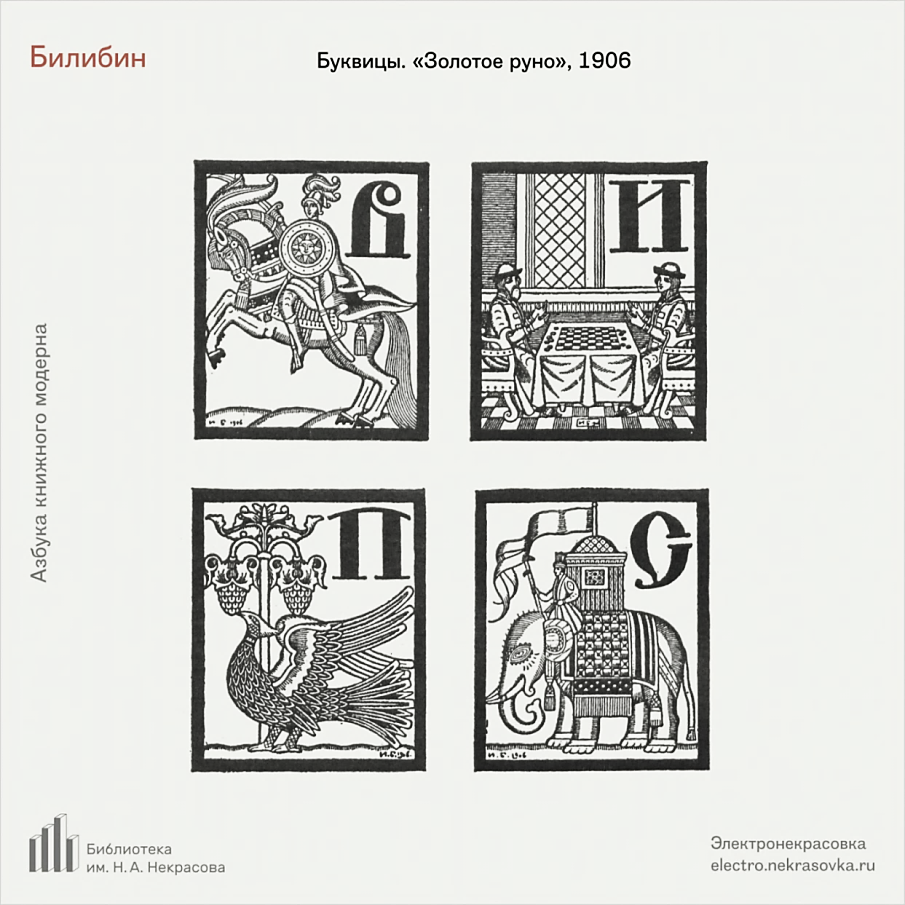 Билибин
Буквицы. «Золотое руно», 1906
В
И
П
С
Азбука книжного модерна
Библиотека
им. Н. А. Некрасова
Электронекрасовка
electro.nekrasovka.ru